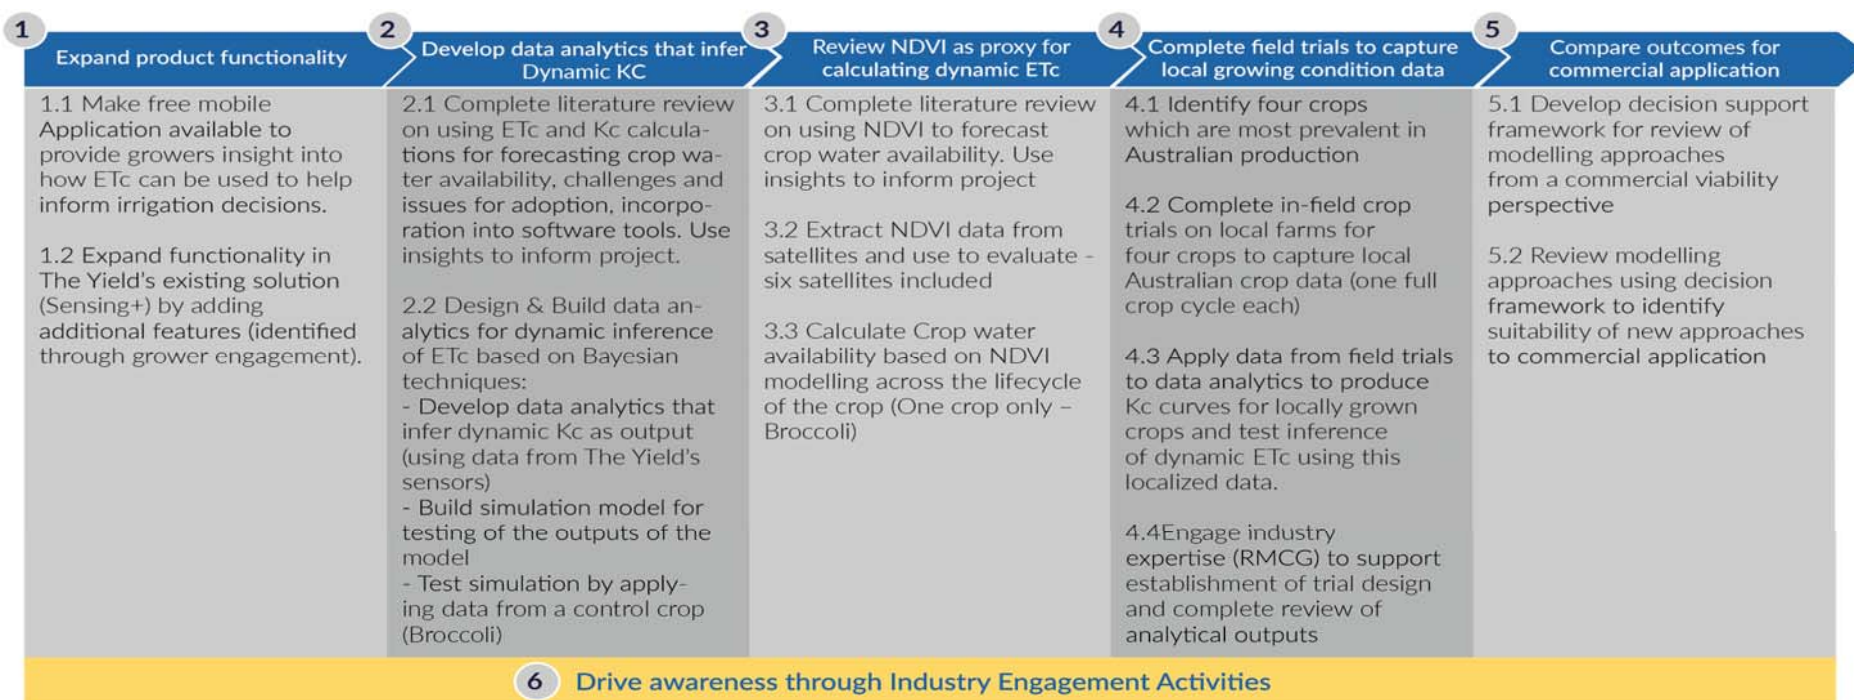 1
Expand product functionality
1.1 Make free mobile
Application available to
provide growers insight into
how ETc can be used to help
inform irrigation decisions.
1.2 Expand functionality in
The Yield's existing solution
(Sensing+) by adding
additional features (identified
through grower engagement).
2
Develop data analytics that infer
Dynamic KC
2.1 Complete literature review
on using ETc and Kc calcula-
tions for forecasting crop wa-
ter availability, challenges and
issues for adoption, incorpo-
ration into software tools. Use
insights to inform project.
2.2 Design & Build data an-
alytics for dynamic inference
of ETc based on Bayesian
techniques:
- Develop data analytics that
infer dynamic Kc as output
(using data from The Yield's
sensors)
- Build simulation model for
testing of the outputs of the
model
- Test simulation by apply-
ing data from a control crop
(Broccoli)
3
Review NDVI as proxy for
calculating dynamic ETc
3.1 Complete literature review
on using NDVI to forecast
crop water availability. Use
insights to inform project
3.2 Extract NDVI data from
satellites and use to evaluate -
six satellites included
3.3 Calculate Crop water
availability based on NDVI
modelling across the lifecycle
of the crop (One crop only –
Broccoli)
4
Complete field trials to capture
local growing condition data
4.1 Identify four crops
which are most prevalent in
Australian production
4.2 Complete in-field crop
trials on local farms for
four crops to capture local
Australian crop data (one full
crop cycle each)
4.3 Apply data from field trials
to data analytics to produce
Kc curves for locally grown
crops and test inference
of dynamic ETc using this
localized data.
4.4Engage industry
expertise (RMCG) to support
establishment of trial design
and complete review of
analytical outputs
5
Compare outcomes for
commercial application
5.1 Develop decision support
framework for review of
modelling approaches
from a commercial viability
perspective
5.2 Review modelling
approaches using decision
framework to identify
suitability of new approaches
to commercial application
6 Drive awareness through Industry Engagement Activities